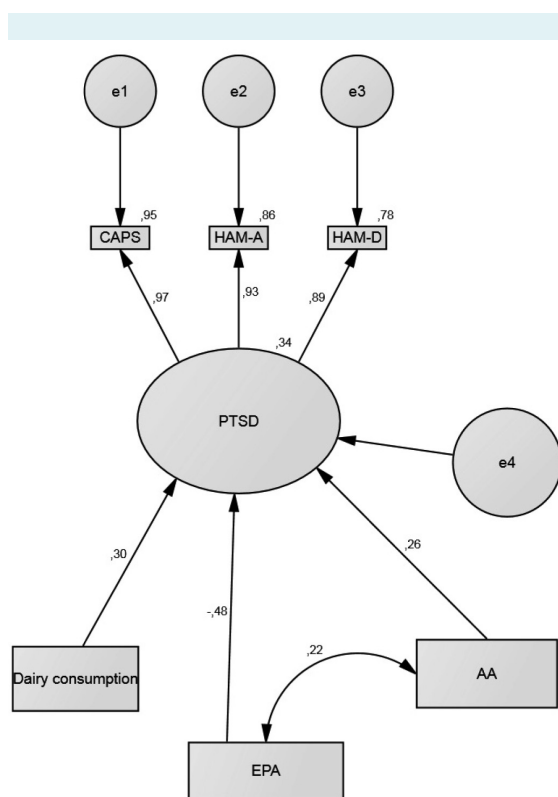 e1
e2
e3
,95
,86
,78
CAPS
HAM-A
HAM-D
,97
,93
,89
,34
PTSD
e4
,30
-,48
,26
,22
Dairy consumption
AA
EPA